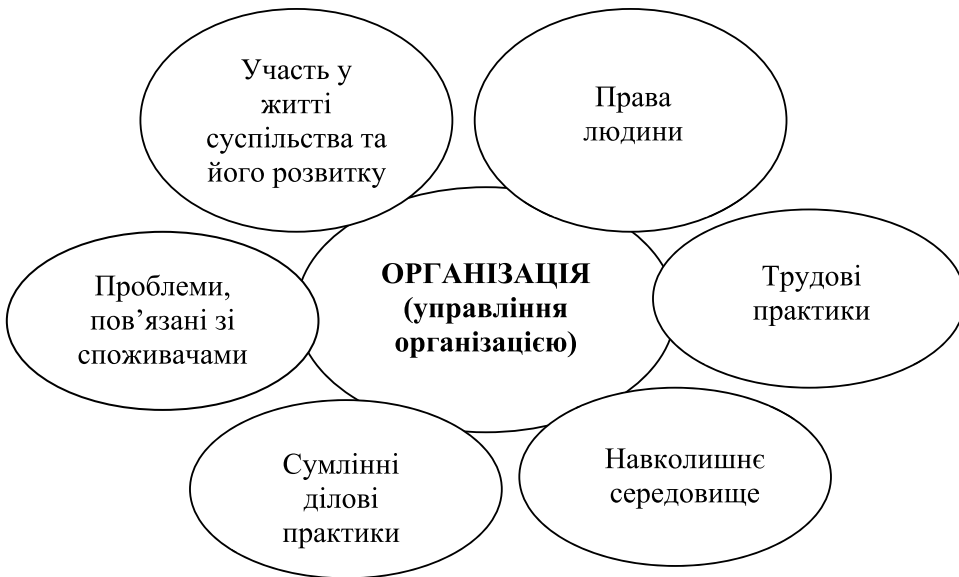 Участь у
житті
суспільства та
його розвитку
Права
людини
ОРГАНІЗАЦІЯ
(управління
організацією)
Трудові
практики
Проблеми,
пов’язані зі
споживачами
Сумлінні
ділові
практики
Навколишнє
середовище